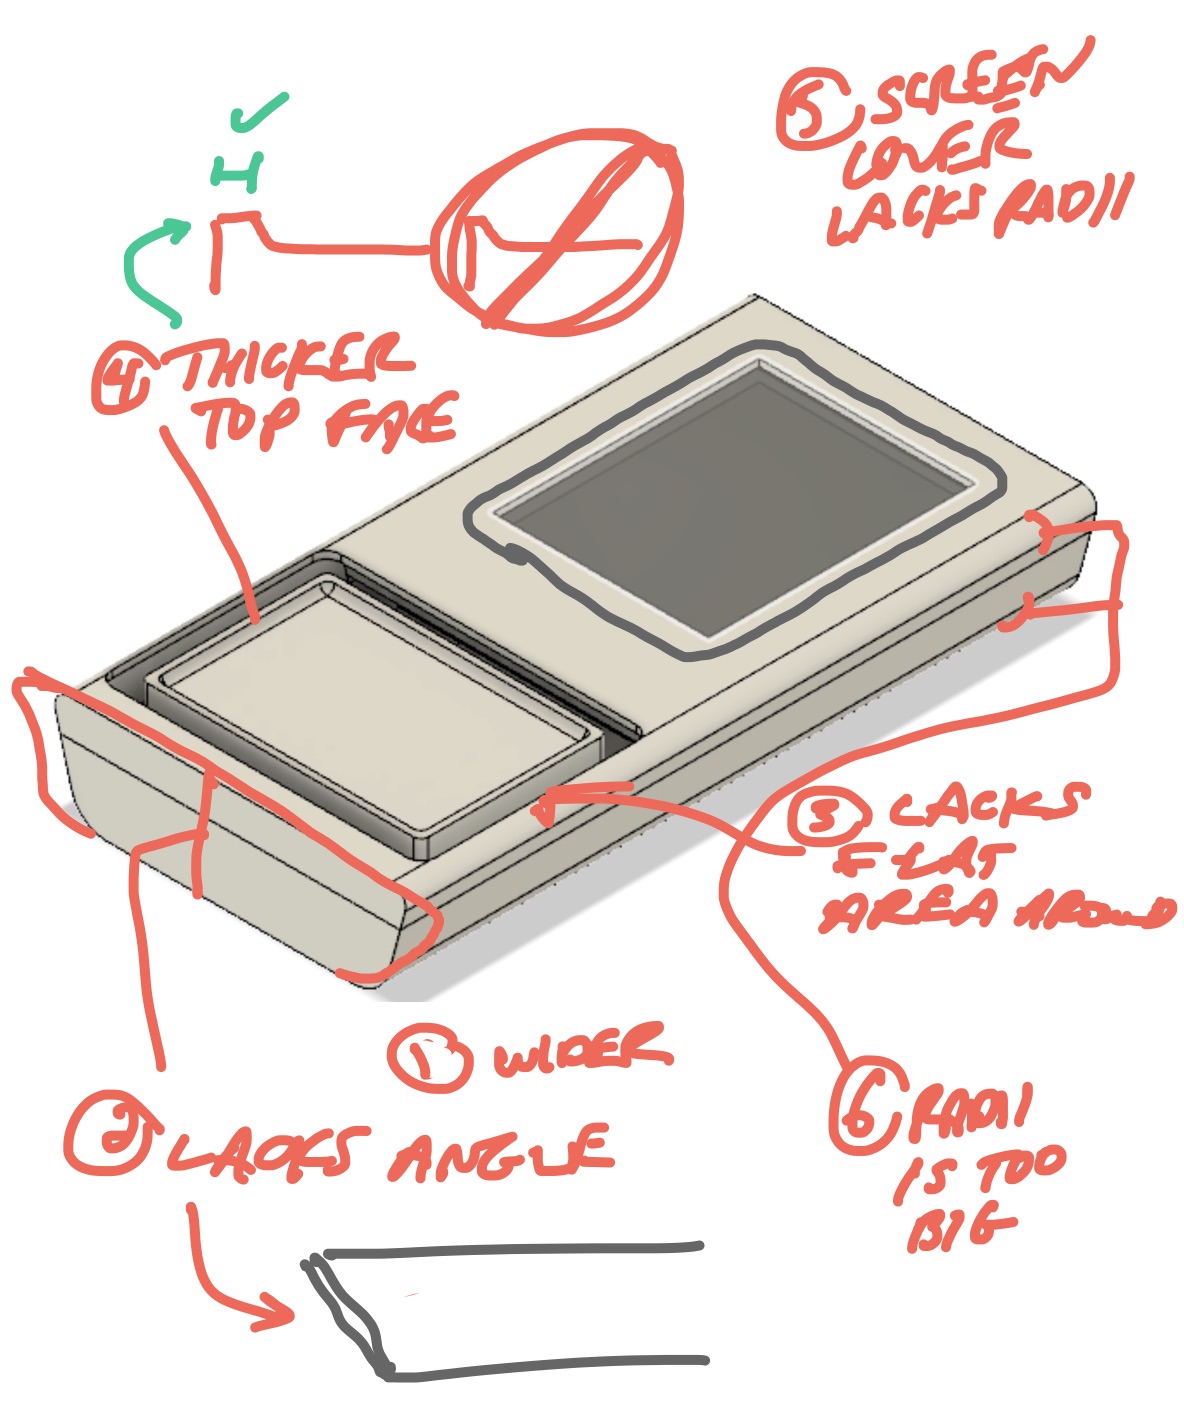 5 SCREEN
COVER
LACKS RADII
4 THICKER
TOP FACE
3 LACKS
FLAT
AREA AROUND
1 WIDER
2 LACKS ANGLE
6 RADII
IS TOO
BIG